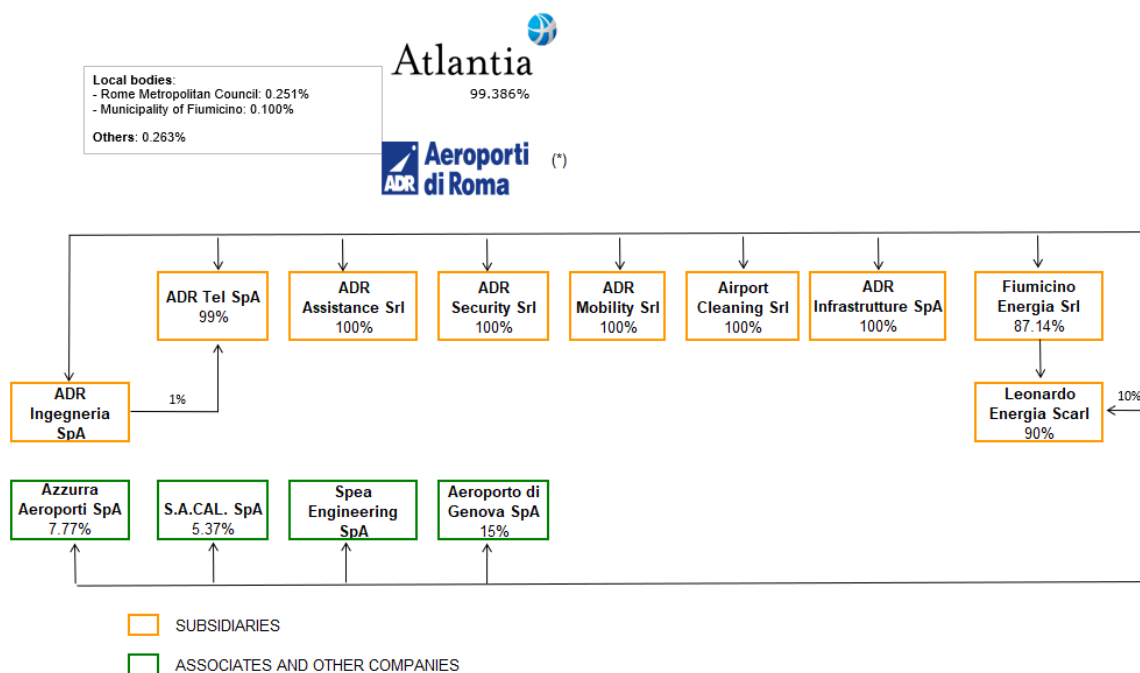 Atlantia
99.386%
Local bodies:
- Rome Metropolitan Council: 0.251%
- Municipality of Fiumicino: 0.100%
Others: 0.263%
ADR
Aeroporti
di Roma
(*)
ADR Tel SpA
99%
ADR
Assistance Srl
100%
ADR
Security Srl
100%
ADR
Mobility Srl
100%
Airport
Cleaning Srl
100%
ADR
Infrastrutture SpA
100%
Fiumicino
Energia Srl
87.14%
ADR
Ingegneria
SpA
1%
Leonardo
Energia Scarl
90%
10%
Azzurra
Aeroporti SpA
7.77%
S.A.CAL. SpA
5.37%
Spea
Engineering
SpA
Aeroporto di
Genova SpA
15%
SUBSIDIARIES
ASSOCIATES AND OTHER COMPANIES